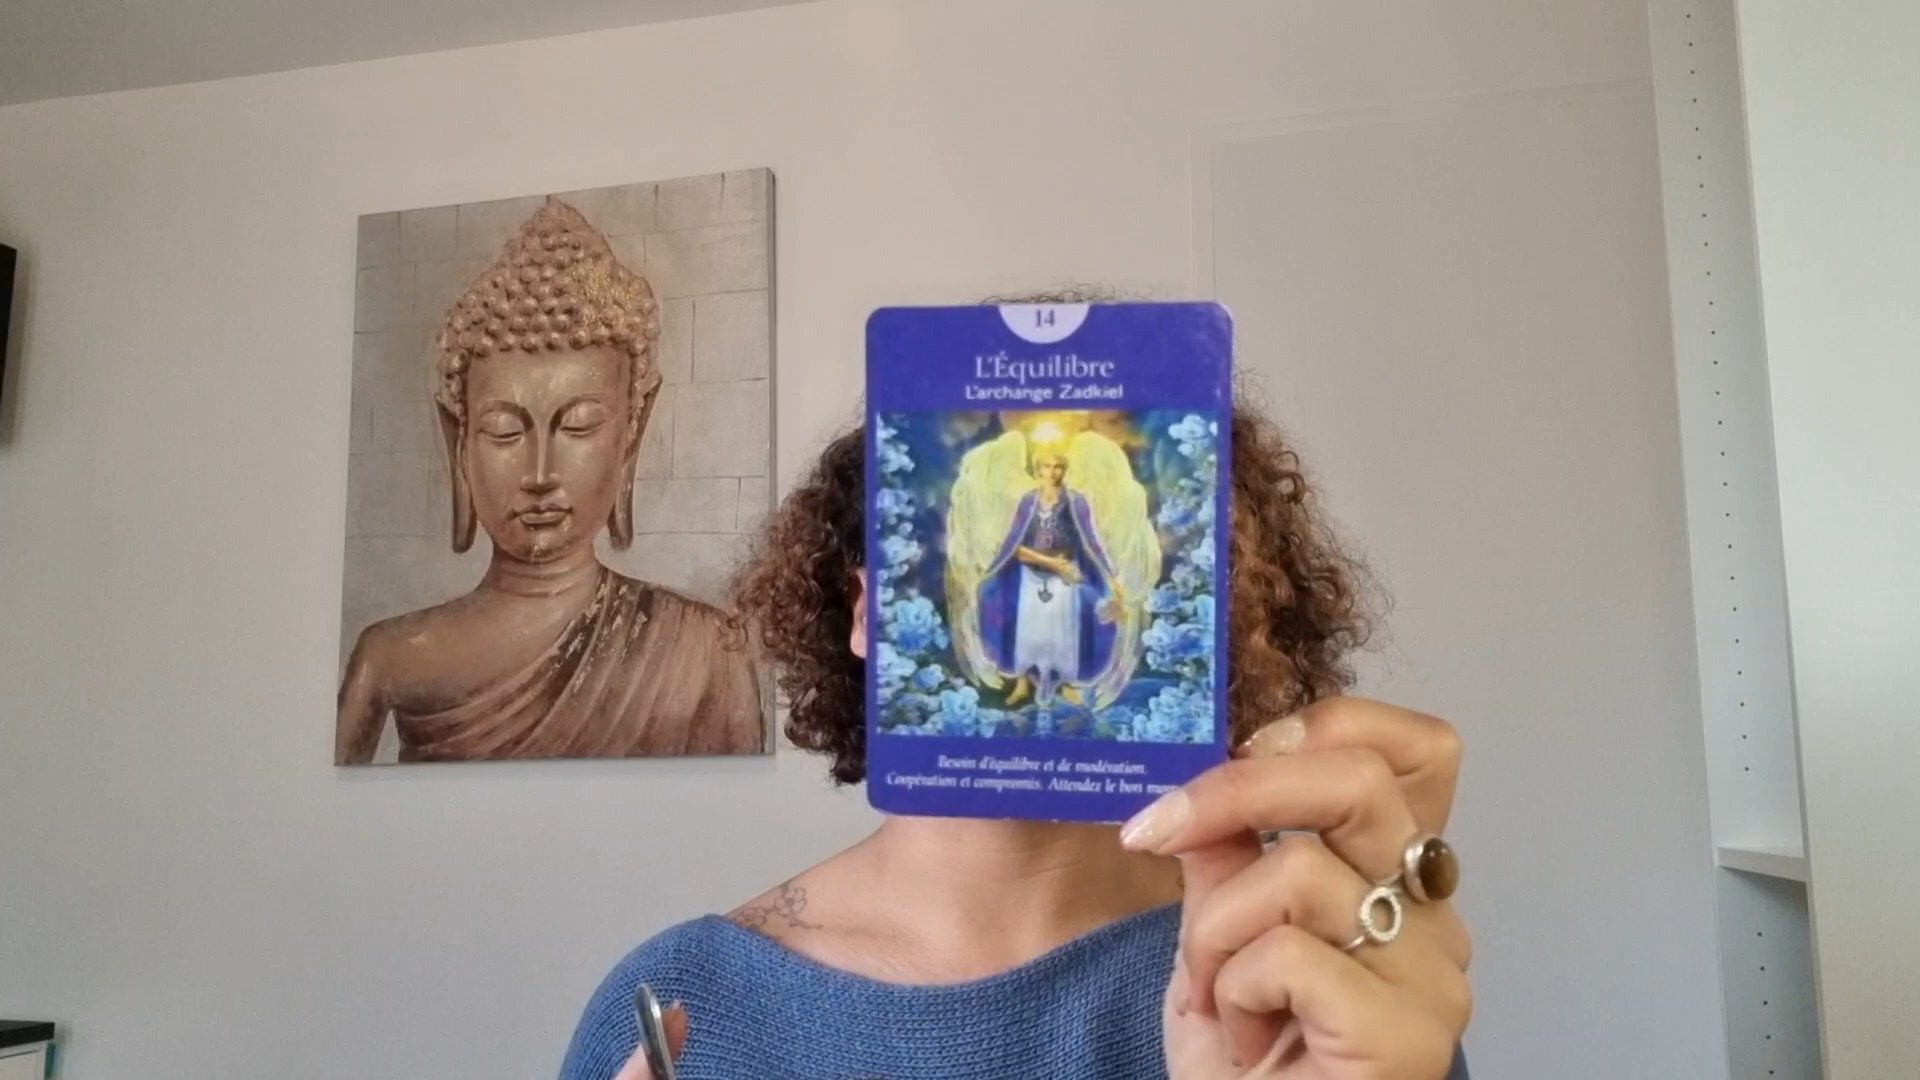 14
L'Équilibre
L'archange Zadkiel
Besoin d'équilibre et de modération.
Coopération et compromis. Attendez le bon